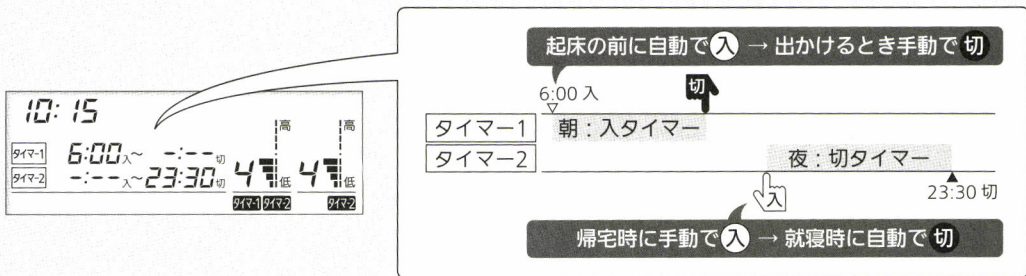 10:15
タイマ-1 6:00入～ -:--切
タイマ-2 -:--入～23:30切
4 高 低
4 高 低
タイマ-1 タイマ-2
タイマ-2
起床の前に自動で入 → 出かけるとき手動で切
6:00 入
切
タイマー1 朝：入タイマー
タイマー2 夜：切タイマー
入
23:30 切
帰宅時に手動で入 → 就寝時に自動で切